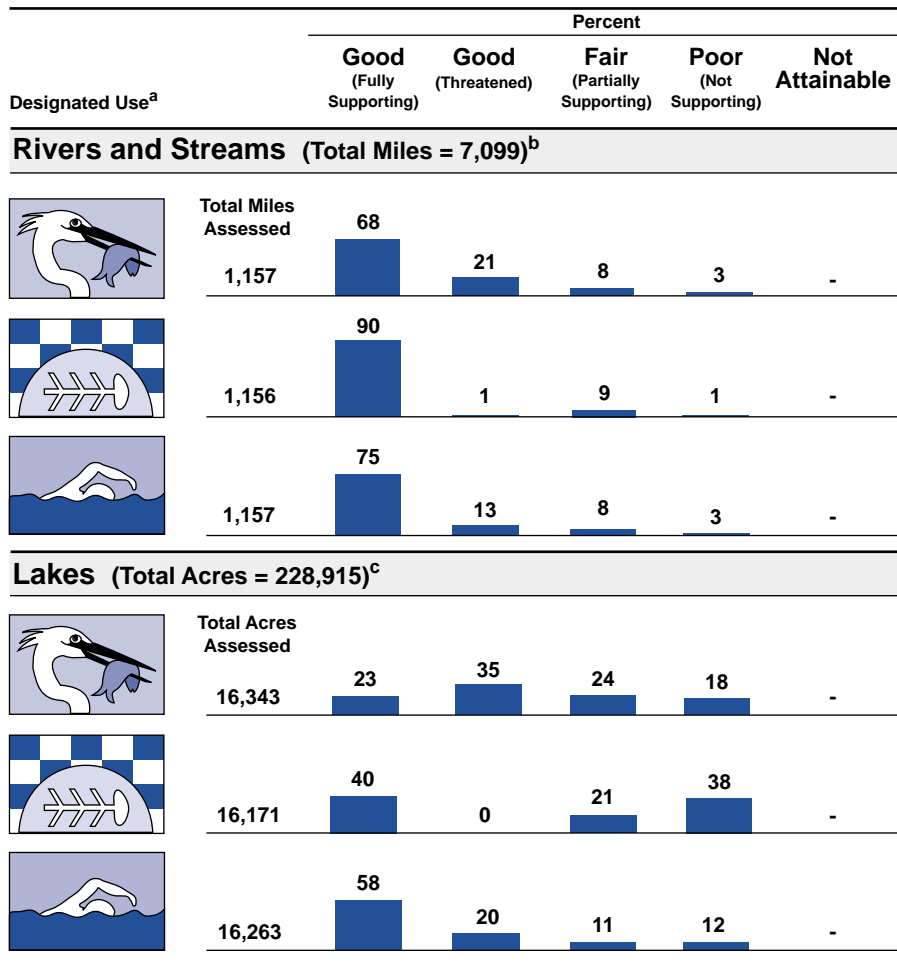 Percent
Designated Useᵃ
Good (Fully Supporting)
Good (Threatened)
Fair (Partially Supporting)
Poor (Not Supporting)
Not Attainable
Rivers and Streams (Total Miles = 7,099)ᵇ
Total Miles Assessed
1,157 68 21 8 3 -
1,156 90 1 9 1 -
1,157 75 13 8 3 -
Lakes (Total Acres = 228,915)ᶜ
Total Acres Assessed
16,343 23 35 24 18 -
16,171 40 0 21 38 -
16,263 58 20 11 12 -